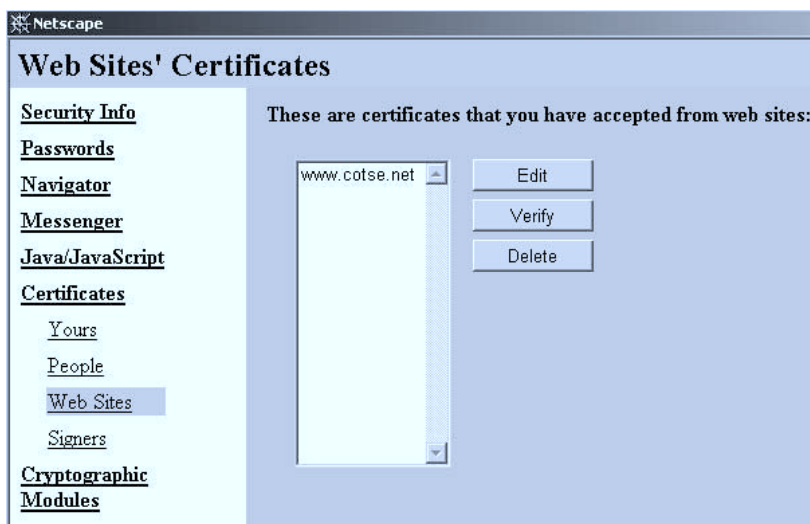 Netscape
Web Sites' Certificates
Security Info
Passwords
Navigator
Messenger
Java/JavaScript
Certificates
Yours
People
Web Sites
Signers
Cryptographic
Modules
These are certificates that you have accepted from web sites:
www.cotse.net
Edit
Verify
Delete